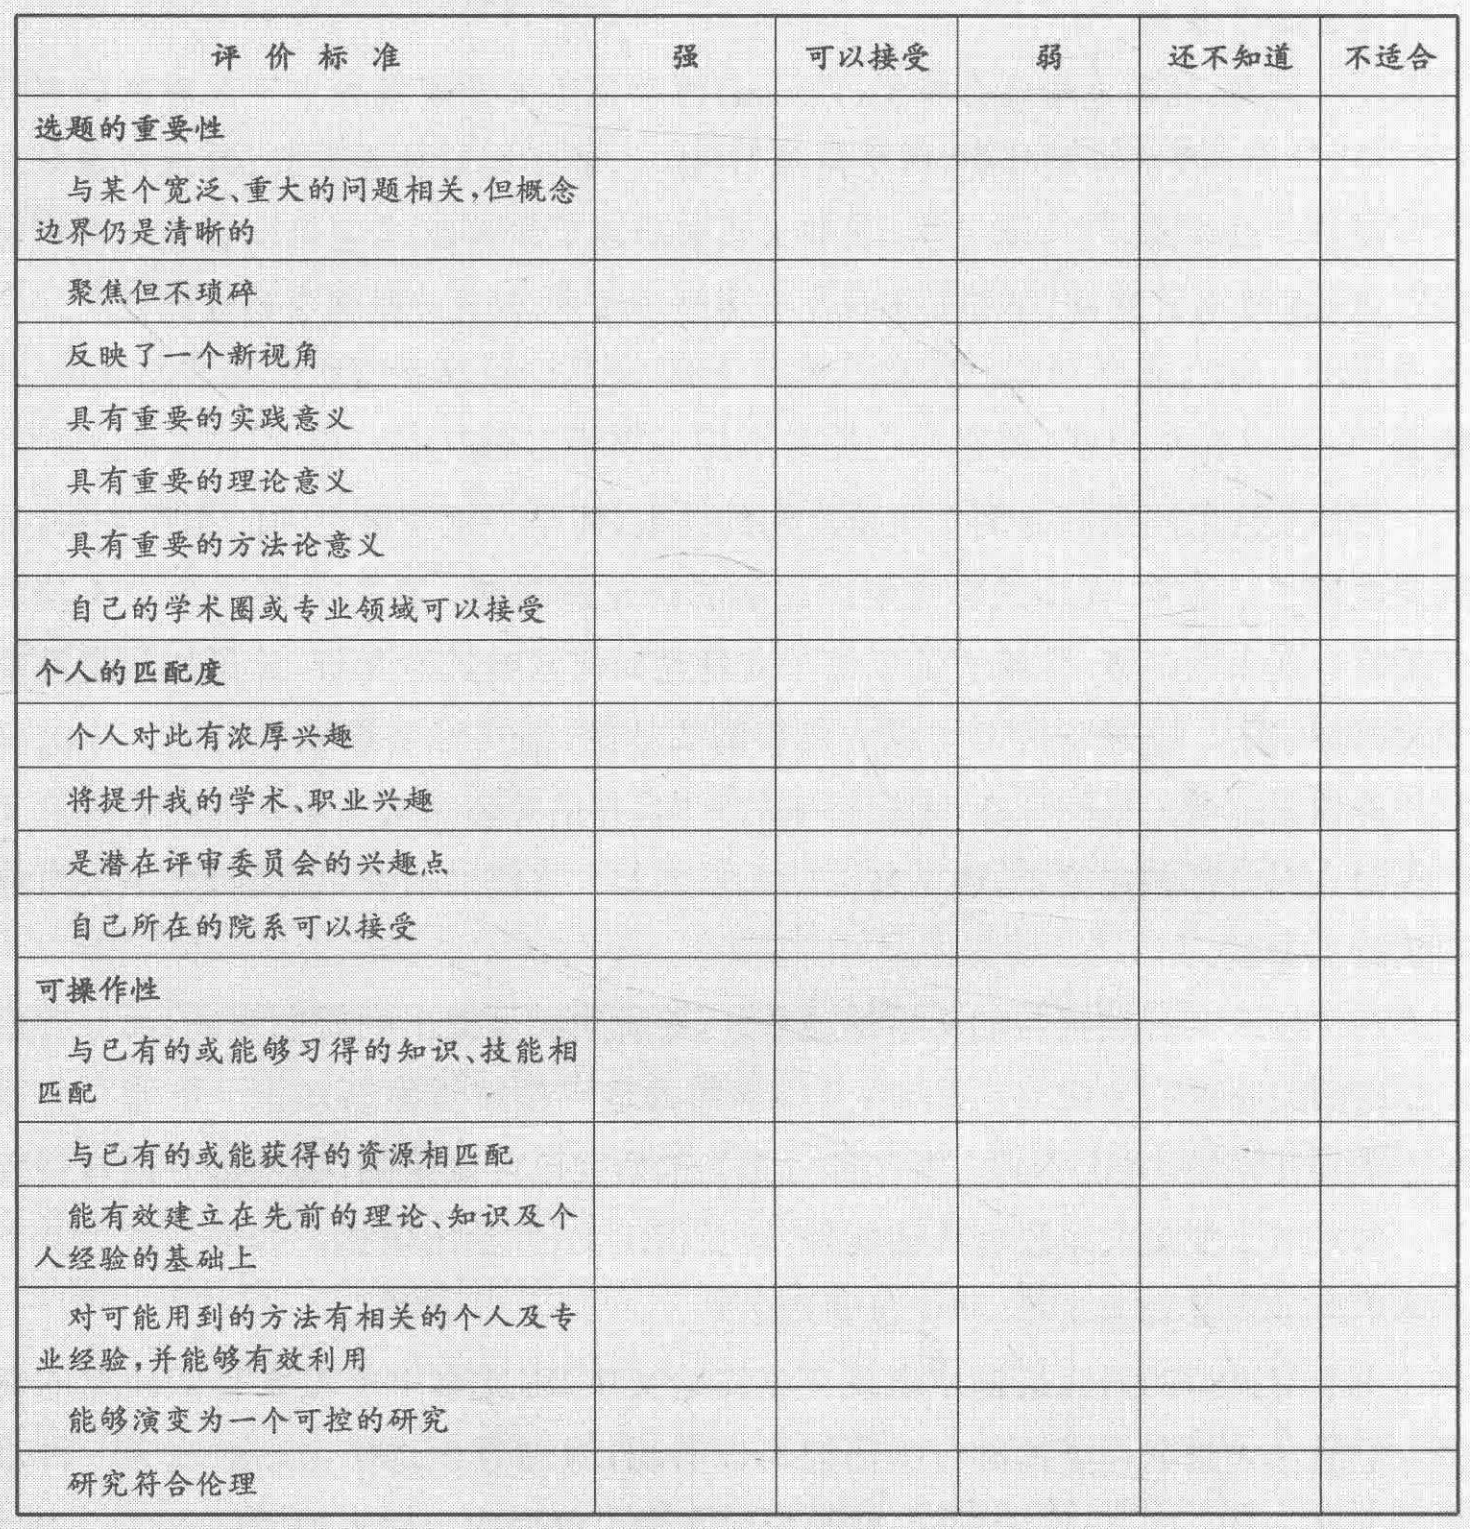 评价标准 强 可以接受 弱 还不知道 不适合
选题的重要性
与某个宽泛、重大的问题相关,但概念
边界仍是清晰的
聚焦但不琐碎
反映了一个新视角
具有重要的实践意义
具有重要的理论意义
具有重要的方法论意义
自己的学术圈或专业领域可以接受
个人的匹配度
个人对此有浓厚兴趣
将提升我的学术、职业兴趣
是潜在评审委员会的兴趣点
自己所在的院系可以接受
可操作性
与已有的或能够习得的知识、技能相
匹配
与已有的或能获得的资源相匹配
能有效建立在先前的理论、知识及个
人经验的基础上
对可能用到的方法有相关的个人及专
业经验,并能够有效利用
能够演变为一个可控的研究
研究符合伦理